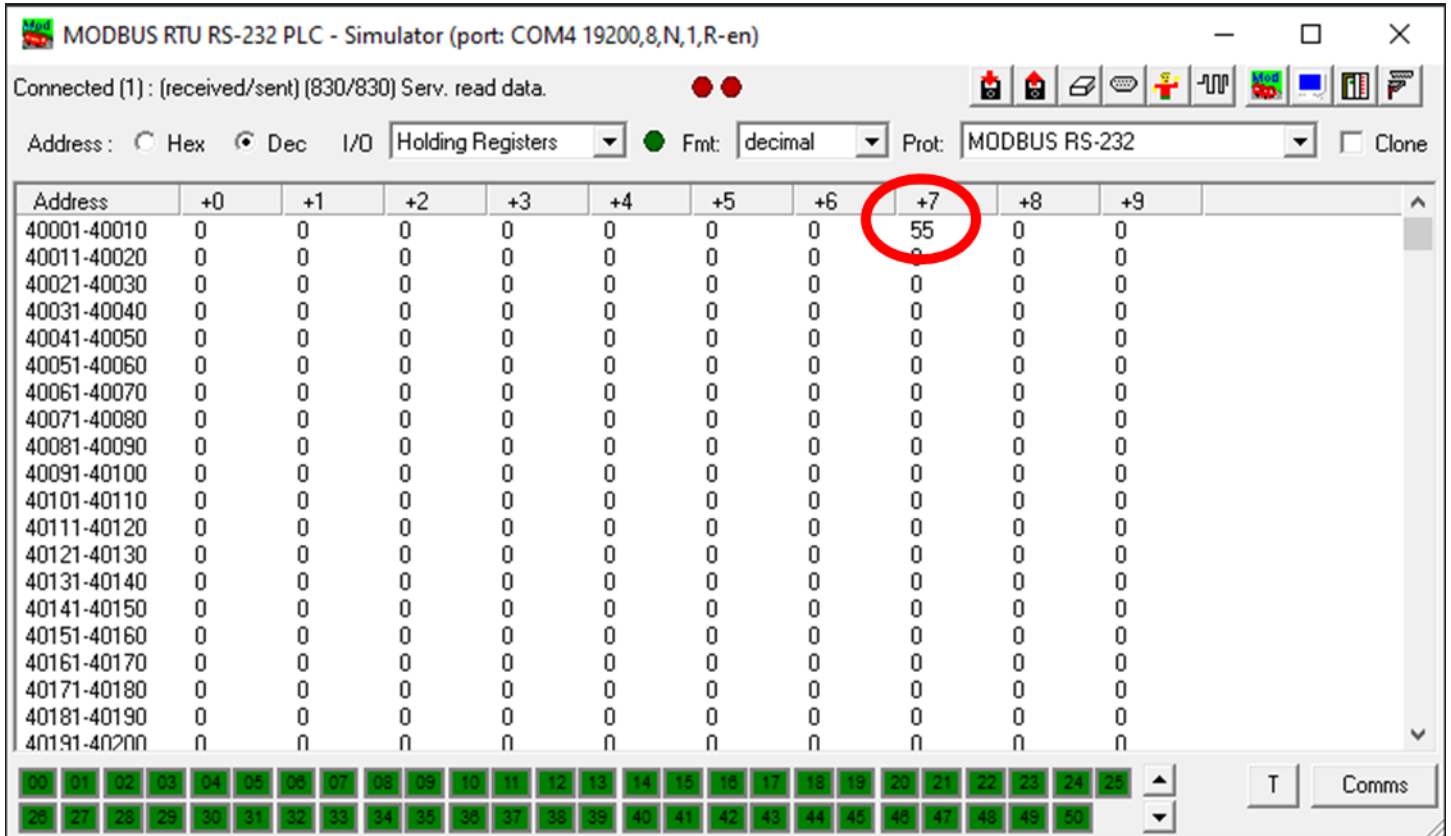 MODBUS RTU RS-232 PLC - Simulator (port: COM4 19200,8,N,1,R-en)
Connected (1) : (received/sent) (830/830) Serv. read data.
Address : Hex Dec I/O Holding Registers Fmt: decimal Prot: MODBUS RS-232 Clone
Address +0 +1 +2 +3 +4 +5 +6 +7 +8 +9
40001-40010 0 0 0 0 0 0 0 55 0 0
40011-40020 0 0 0 0 0 0 0 0 0 0
40021-40030 0 0 0 0 0 0 0 0 0 0
40031-40040 0 0 0 0 0 0 0 0 0 0
40041-40050 0 0 0 0 0 0 0 0 0 0
40051-40060 0 0 0 0 0 0 0 0 0 0
40061-40070 0 0 0 0 0 0 0 0 0 0
40071-40080 0 0 0 0 0 0 0 0 0 0
40081-40090 0 0 0 0 0 0 0 0 0 0
40091-40100 0 0 0 0 0 0 0 0 0 0
40101-40110 0 0 0 0 0 0 0 0 0 0
40111-40120 0 0 0 0 0 0 0 0 0 0
40121-40130 0 0 0 0 0 0 0 0 0 0
40131-40140 0 0 0 0 0 0 0 0 0 0
40141-40150 0 0 0 0 0 0 0 0 0 0
40151-40160 0 0 0 0 0 0 0 0 0 0
40161-40170 0 0 0 0 0 0 0 0 0 0
40171-40180 0 0 0 0 0 0 0 0 0 0
40181-40190 0 0 0 0 0 0 0 0 0 0
40191-40200 0 0 0 0 0 0 0 0 0 0
00 01 02 03 04 05 06 07 08 09 10 11 12 13 14 15 16 17 18 19 20 21 22 23 24 25 T Comms
26 27 28 29 30 31 32 33 34 35 36 37 38 39 40 41 42 43 44 45 46 47 48 49 50